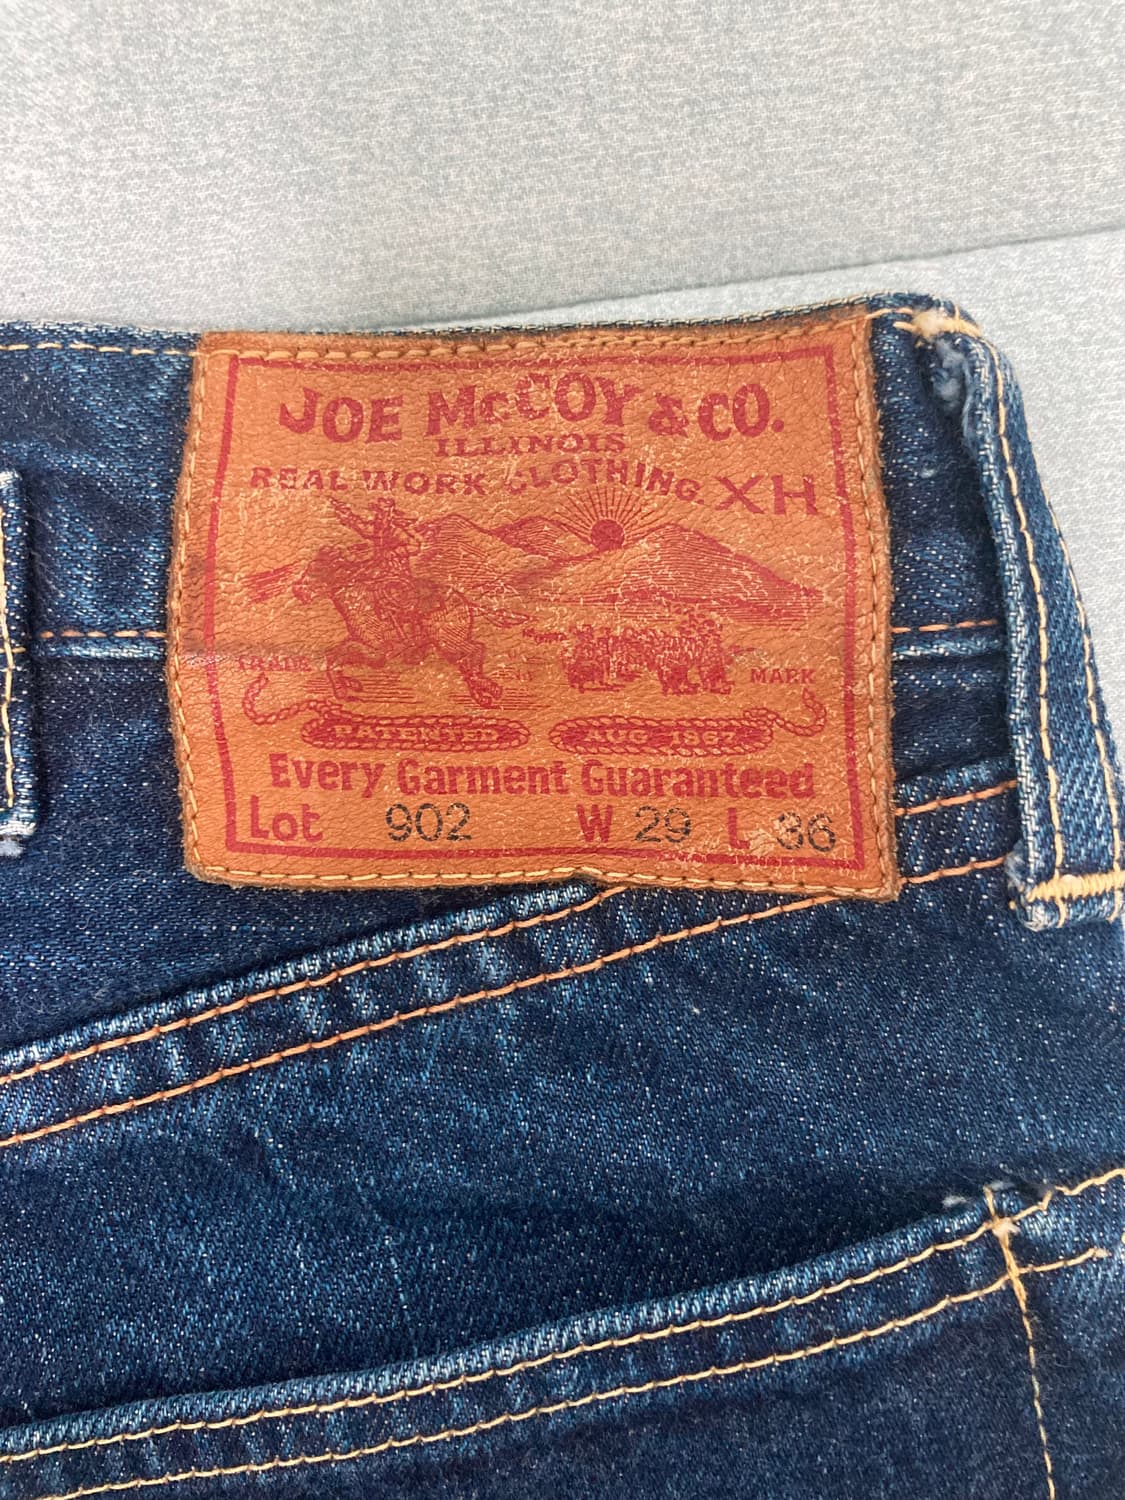 JOE McCOY & CO.
ILLINOIS
REAL WORK CLOTHING. XH
TRADE MARK
PATENTED AUG 1867
Every Garment Guaranteed
Lot 902 W 29 L 36